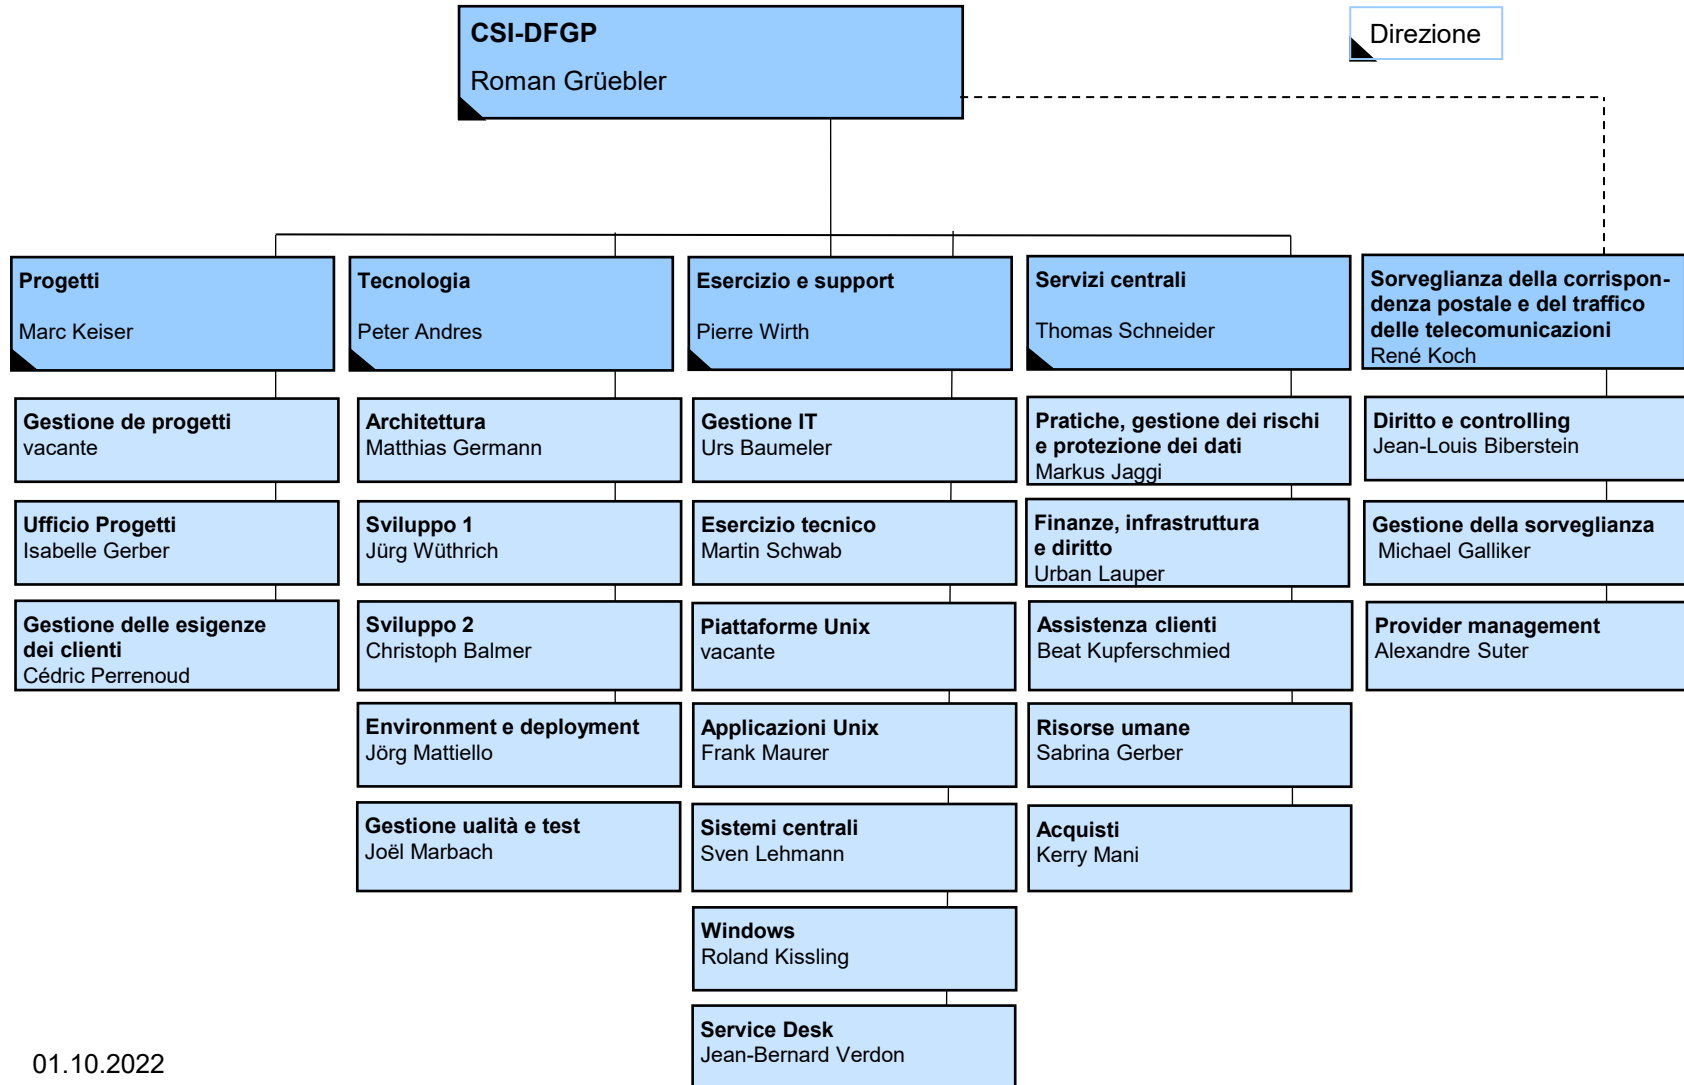 CSI-DFGP
Roman Grüebler
Direzione
Progetti
Marc Keiser
Tecnologia
Peter Andres
Esercizio e support
Pierre Wirth
Servizi centrali
Thomas Schneider
Sorveglianza della corrispon-
denza postale e del traffico
delle telecomunicazioni
René Koch
Gestione de progetti
vacante
Ufficio Progetti
Isabelle Gerber
Gestione delle esigenze
dei clienti
Cédric Perrenoud
Architettura
Matthias Germann
Sviluppo 1
Jürg Wüthrich
Sviluppo 2
Christoph Balmer
Environment e deployment
Jörg Mattiello
Gestione ualità e test
Joël Marbach
Gestione IT
Urs Baumeler
Esercizio tecnico
Martin Schwab
Piattaforme Unix
vacante
Applicazioni Unix
Frank Maurer
Sistemi centrali
Sven Lehmann
Windows
Roland Kissling
Service Desk
Jean-Bernard Verdon
Pratiche, gestione dei rischi
e protezione dei dati
Markus Jaggi
Finanze, infrastruttura
e diritto
Urban Lauper
Assistenza clienti
Beat Kupferschmied
Risorse umane
Sabrina Gerber
Acquisti
Kerry Mani
Diritto e controlling
Jean-Louis Biberstein
Gestione della sorveglianza
Michael Galliker
Provider management
Alexandre Suter
01.10.2022